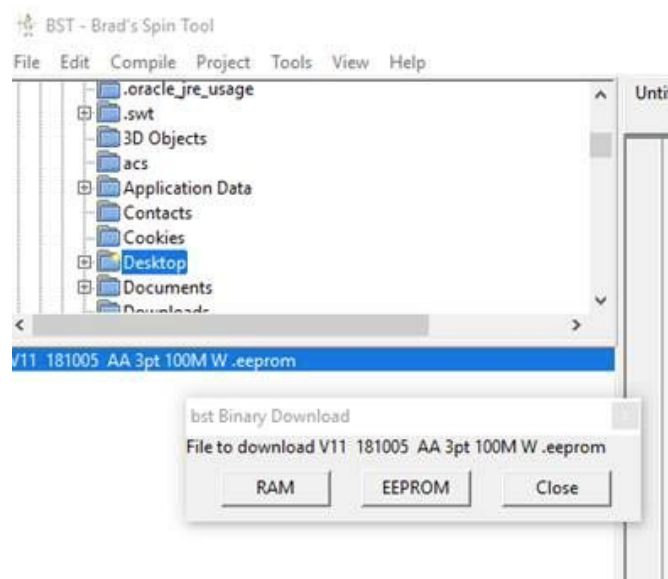 BST - Brad's Spin Tool
File Edit Compile Project Tools View Help
.oracle_jre_usage
.swt
3D Objects
acs
Application Data
Contacts
Cookies
Desktop
Documents
Downloads
V11 181005 AA 3pt 100M W .eeprom
bst Binary Download
File to download V11 181005 AA 3pt 100M W .eeprom
RAM EEPROM Close